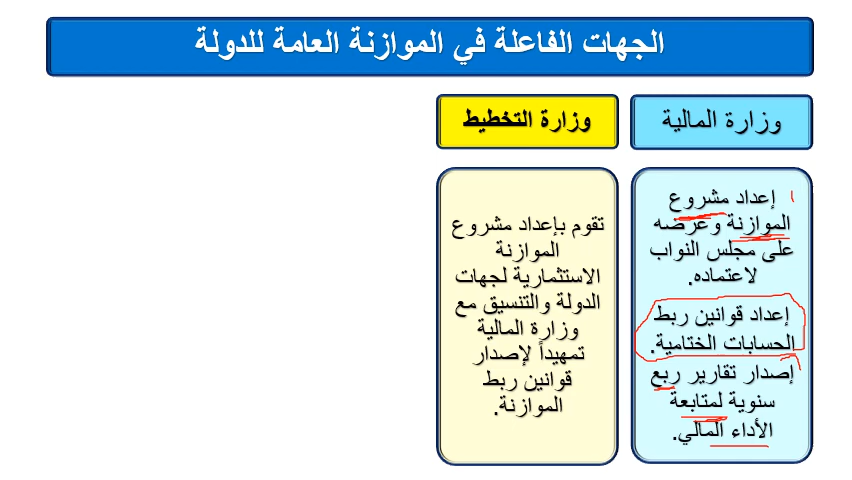 الجهات الفاعلة في الموازنة العامة للدولة
وزارة المالية
إعداد مشروع
الموازنة وعرضه
على مجلس النواب
لاعتماده.
إعداد قوانين ربط
الحسابات الختامية.
إصدار تقارير ربع
سنوية لمتابعة
الأداء المالي.
وزارة التخطيط
تقوم بإعداد مشروع
الموازنة
الاستثمارية لجهات
الدولة والتنسيق مع
وزارة المالية
تمهيداً لإصدار
قوانين ربط
الموازنة.